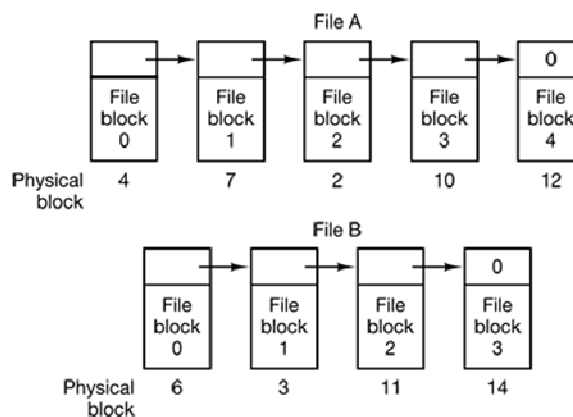 File A
0
File block 0
File block 1
File block 2
File block 3
File block 4
Physical block
4 7 2 10 12
File B
0
File block 0
File block 1
File block 2
File block 3
Physical block
6 3 11 14